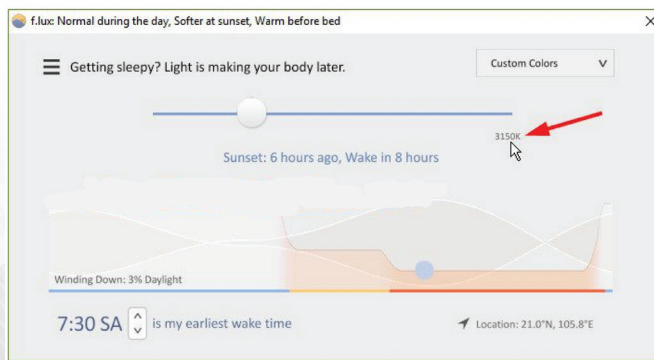 f.lux: Normal during the day, Softer at sunset, Warm before bed
Getting sleepy? Light is making your body later.
Custom Colors
3150K
Sunset: 6 hours ago, Wake in 8 hours
Winding Down: 3% Daylight
7:30 SA is my earliest wake time
Location: 21.0°N, 105.8°E